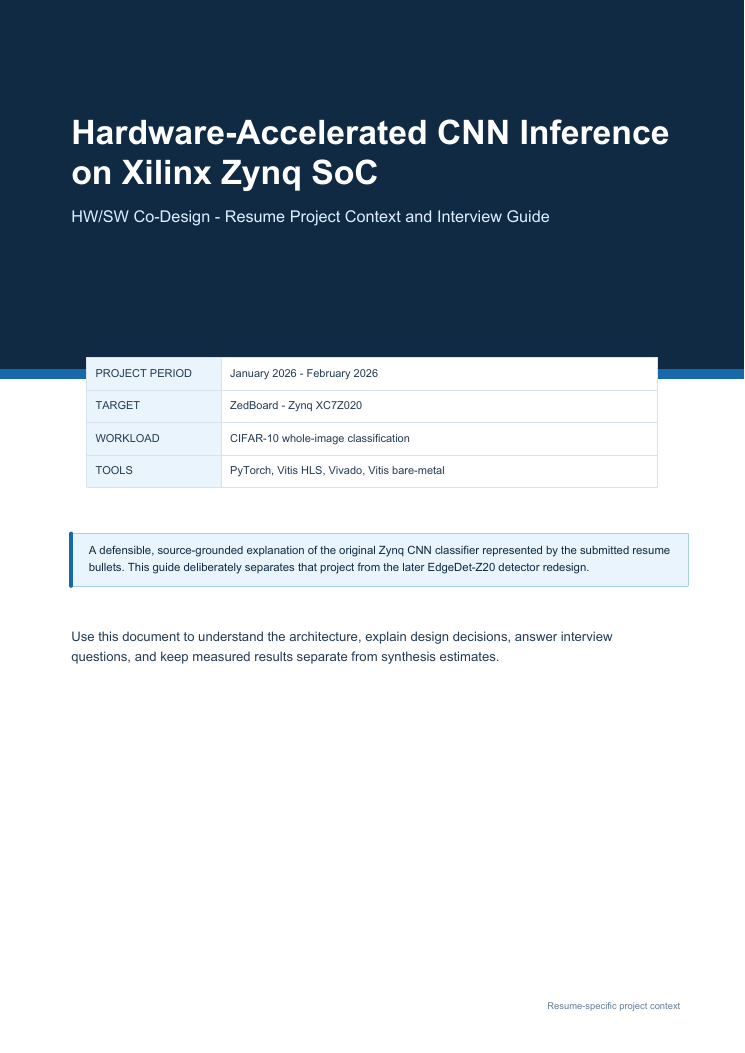 Hardware-Accelerated CNN Inference
on Xilinx Zynq SoC
HW/SW Co-Design - Resume Project Context and Interview Guide
PROJECT PERIOD January 2026 - February 2026
TARGET ZedBoard - Zynq XC7Z020
WORKLOAD CIFAR-10 whole-image classification
TOOLS PyTorch, Vitis HLS, Vivado, Vitis bare-metal
A defensible, source-grounded explanation of the original Zynq CNN classifier represented by the submitted resume
bullets. This guide deliberately separates that project from the later EdgeDet-Z20 detector redesign.
Use this document to understand the architecture, explain design decisions, answer interview
questions, and keep measured results separate from synthesis estimates.
Resume-specific project context